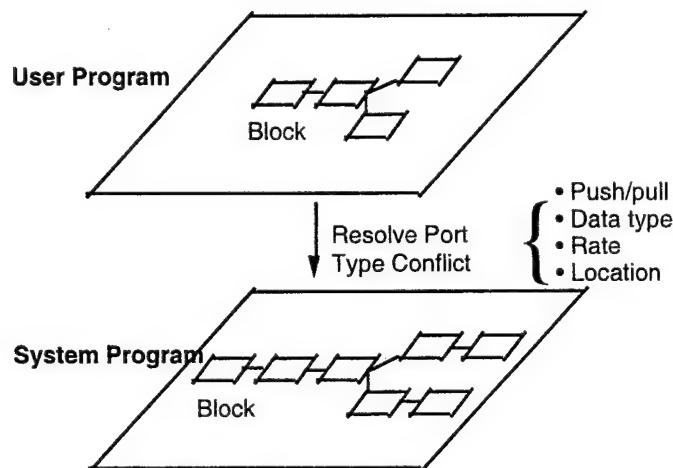 User Program
Block
Resolve Port
Type Conflict
• Push/pull
• Data type
• Rate
• Location
System Program
Block